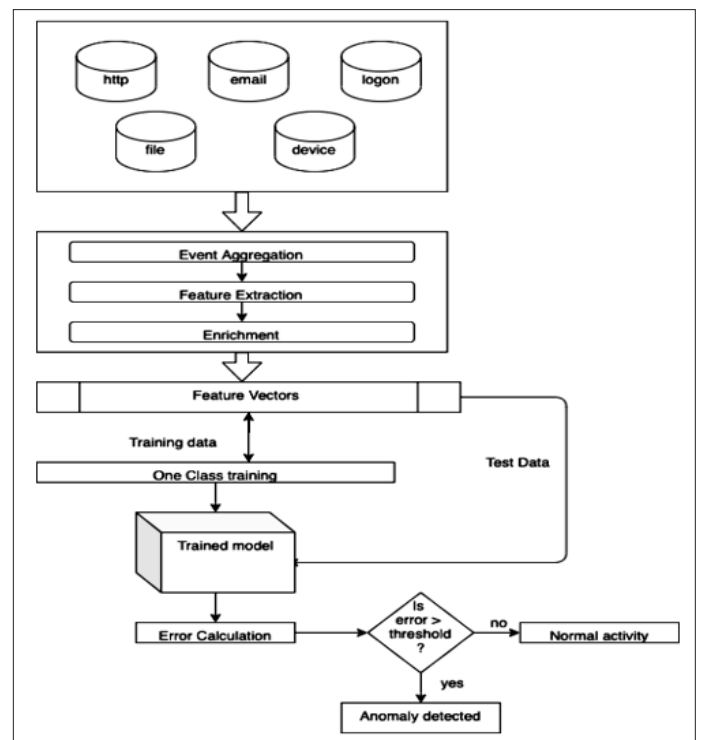 http
email
logon
file
device
Event Aggregation
Feature Extraction
Enrichment
Feature Vectors
Training data
Test Data
One Class training
Trained model
Is
error >
threshold
?
no
Error Calculation
Normal activity
yes
Anomaly detected